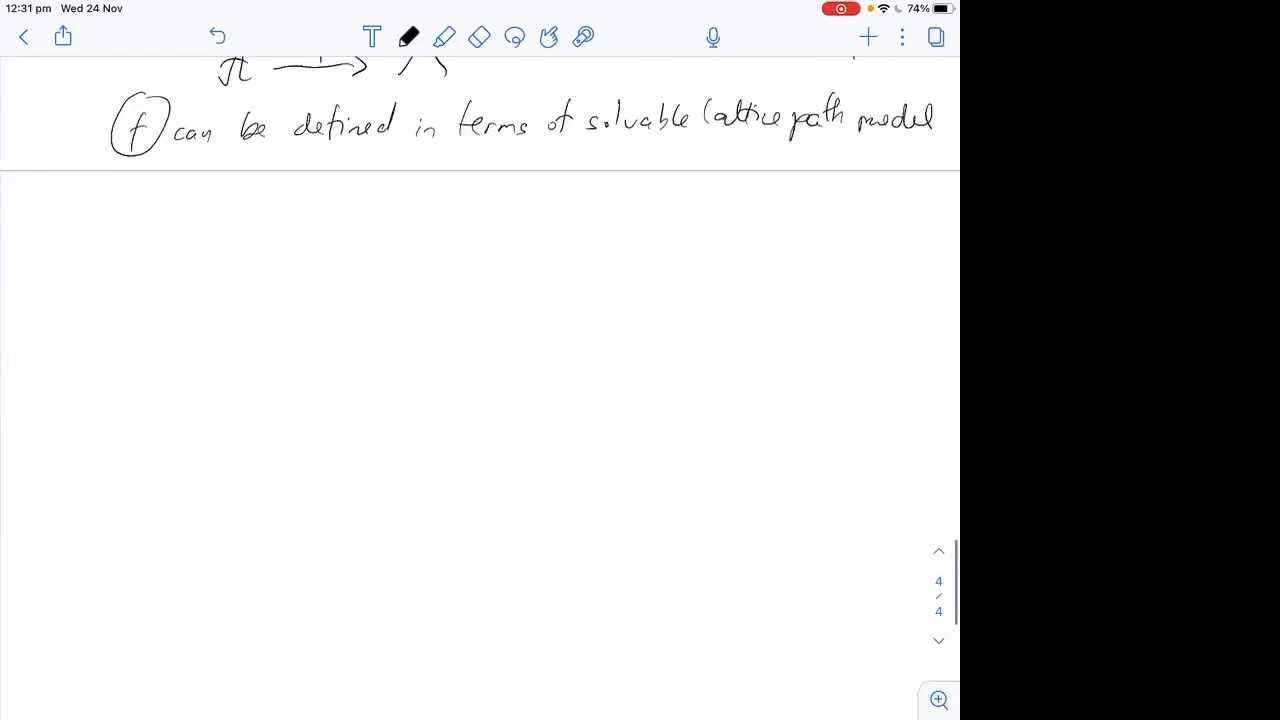 12:31 pm Wed 24 Nov
74%
T
π
f can be defined in terms of solvable lattice path model
4
/
4